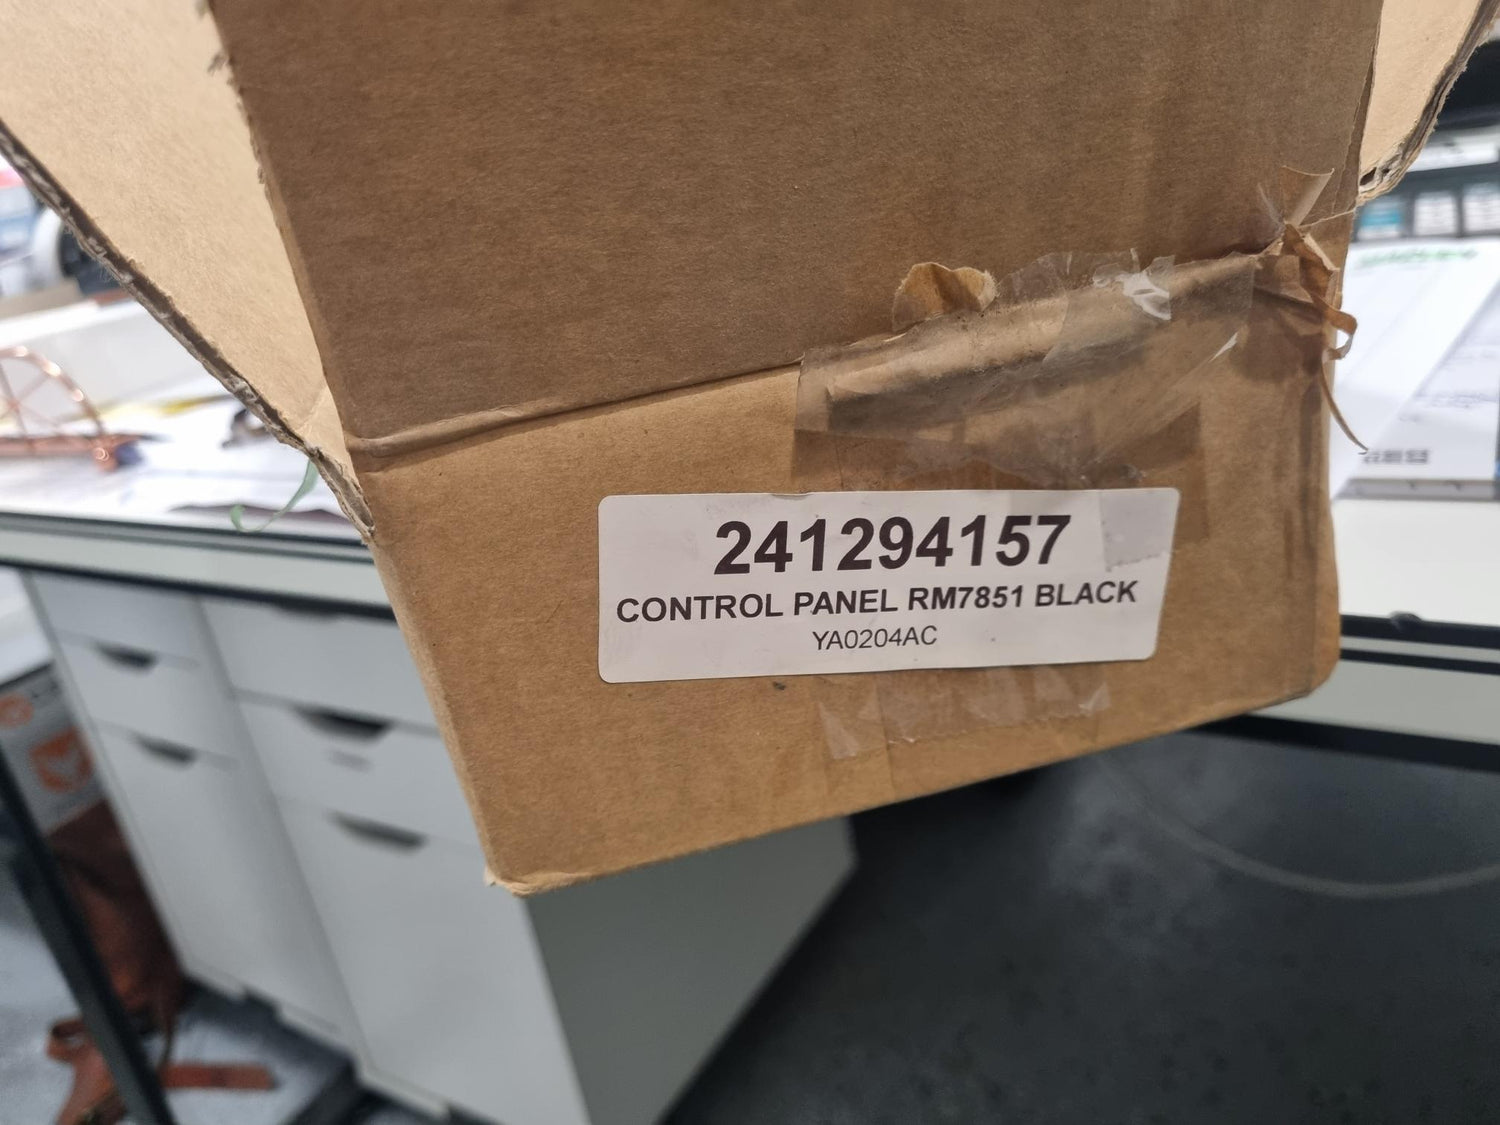 241294157
CONTROL PANEL RM7851 BLACK
YA0204AC